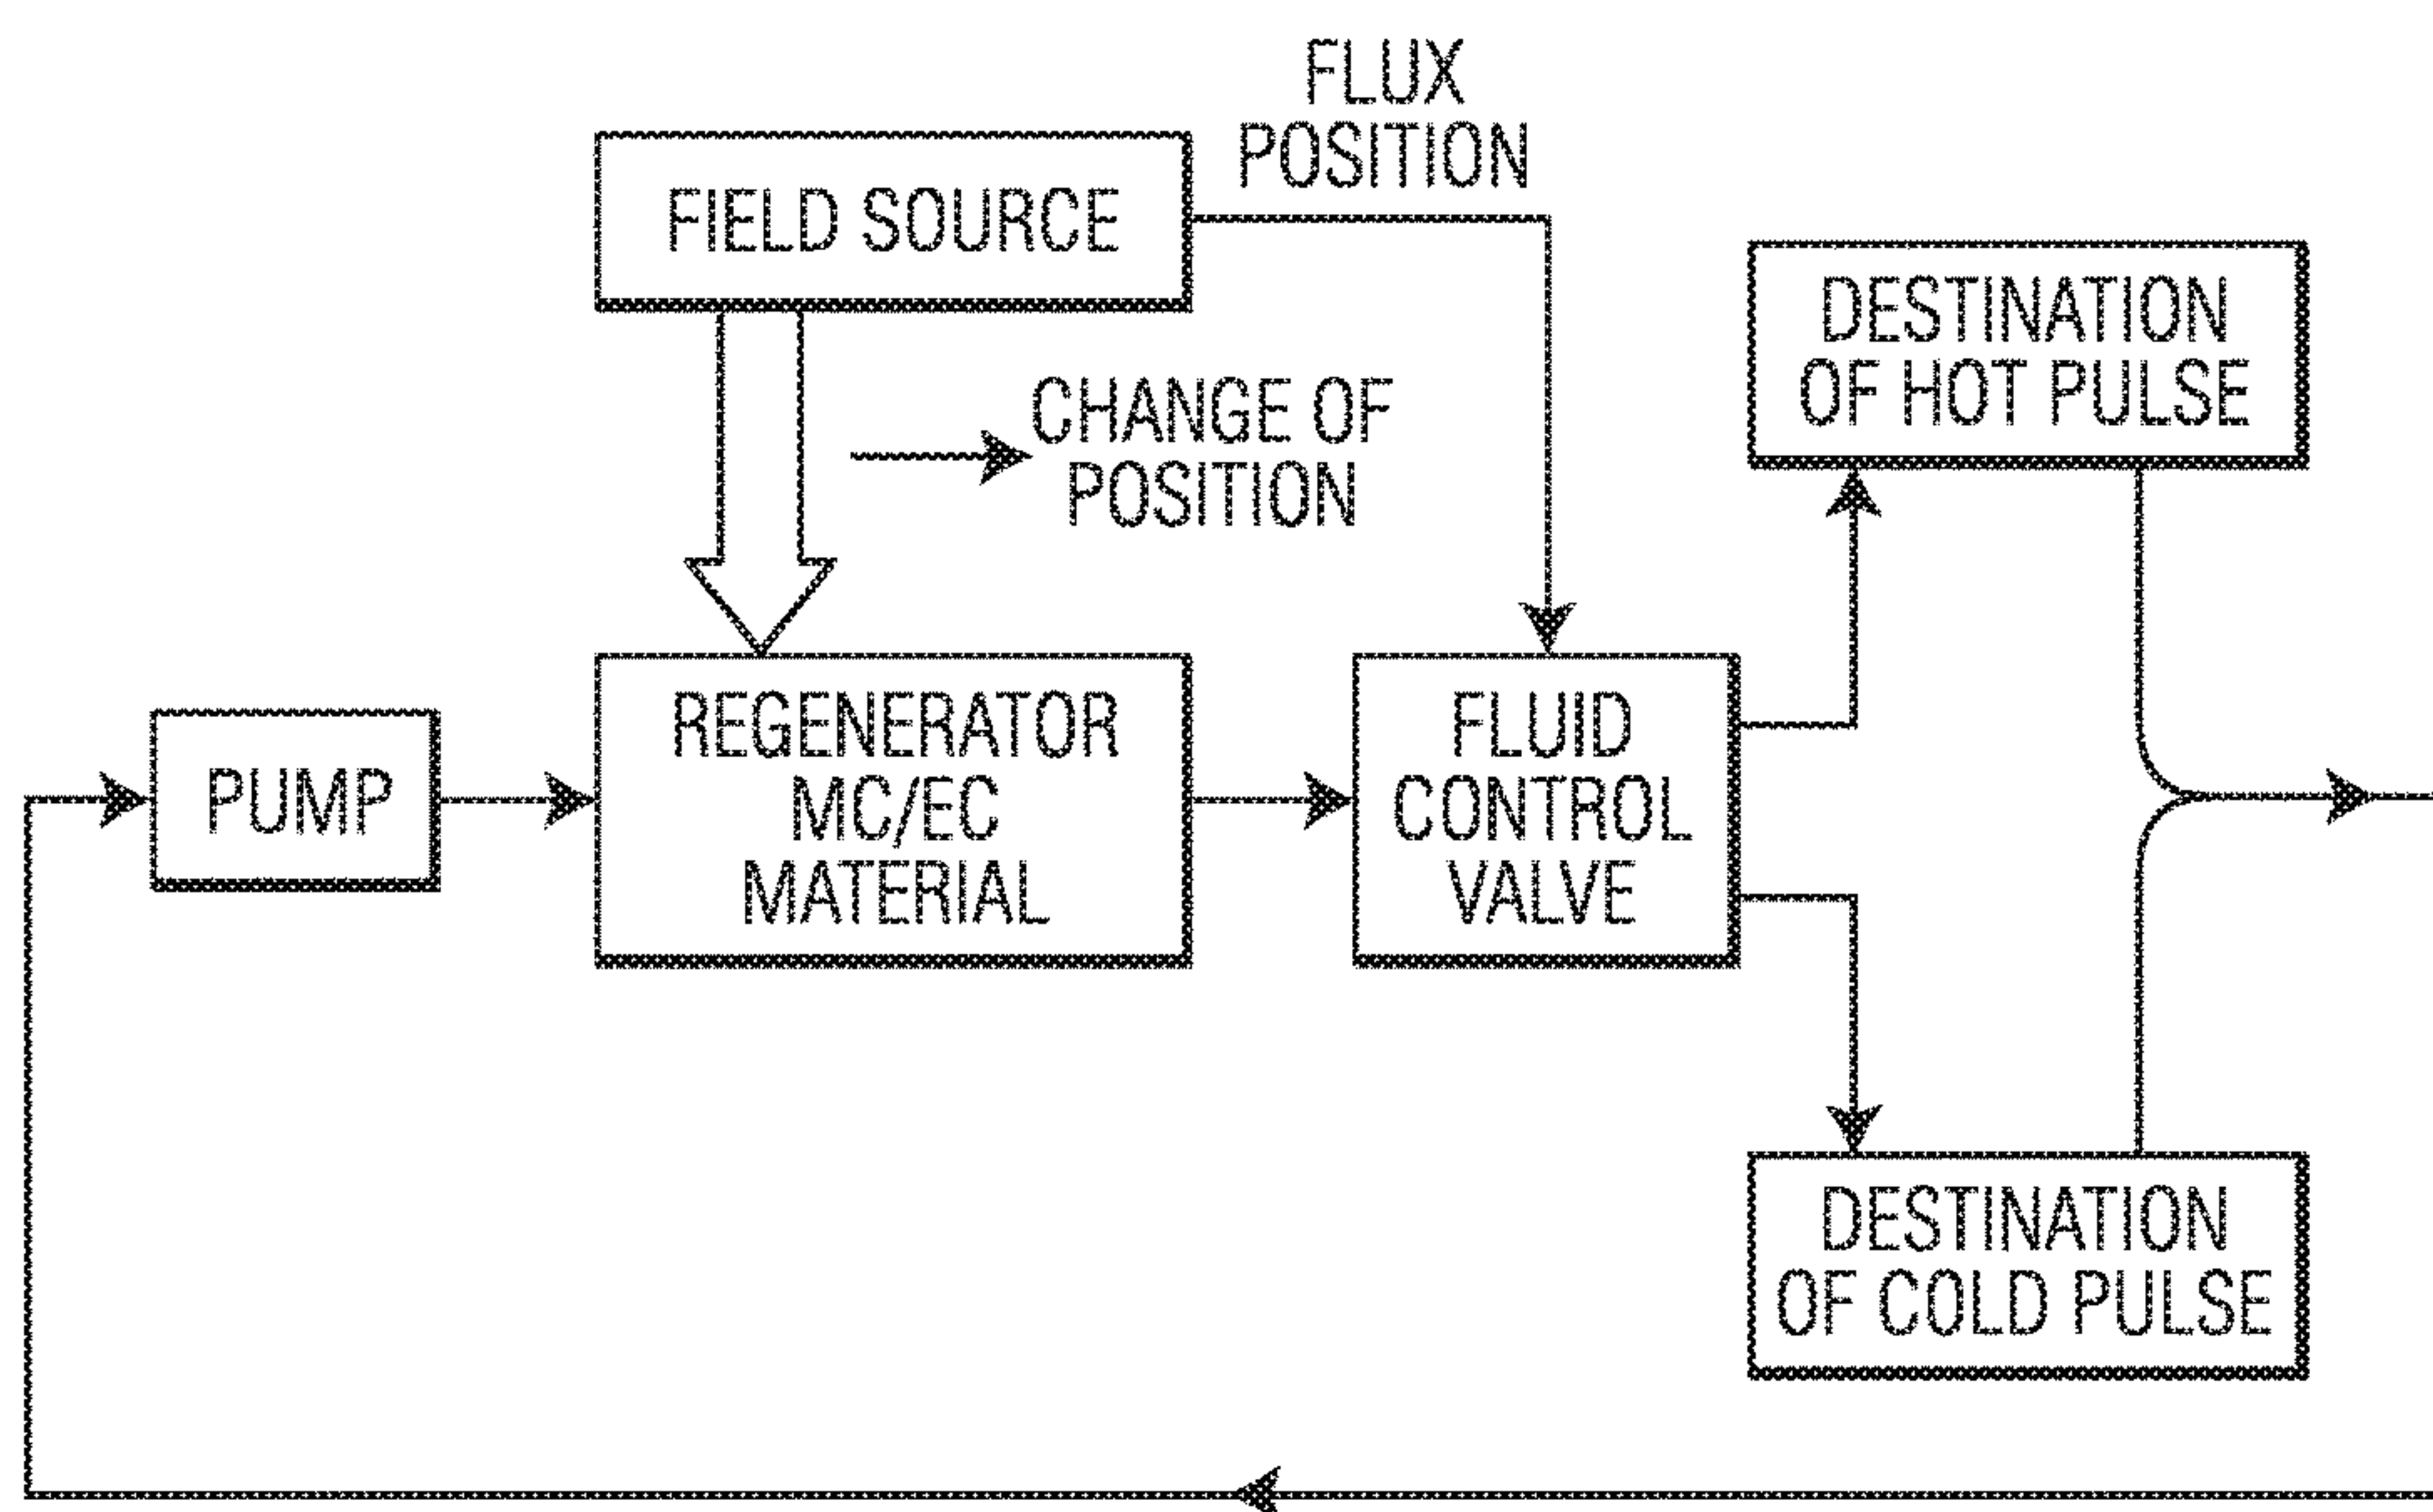 FLUX
POSITION
FIELD SOURCE
DESTINATION
OF HOT PULSE
CHANGE OF
POSITION
PUMP
REGENERATOR
MC/EC
MATERIAL
FLUID
CONTROL
VALVE
DESTINATION
OF COLD PULSE